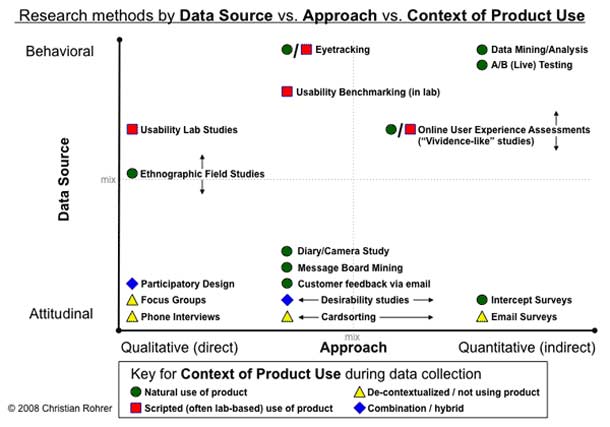 Research methods by Data Source vs. Approach vs. Context of Product Use
Behavioral
/ Eyetracking
Data Mining/Analysis
A/B (Live) Testing
Usability Benchmarking (in lab)
Usability Lab Studies
/ Online User Experience Assessments
("Vividence-like" studies)
Ethnographic Field Studies
mix
Data Source
Diary/Camera Study
Message Board Mining
Participatory Design
Customer feedback via email
Focus Groups
Desirability studies
Intercept Surveys
Attitudinal
Phone Interviews
Cardsorting
Email Surveys
mix
Qualitative (direct)
Approach
Quantitative (indirect)
Key for Context of Product Use during data collection
Natural use of product
De-contextualized / not using product
Scripted (often lab-based) use of product
Combination / hybrid
© 2008 Christian Rohrer